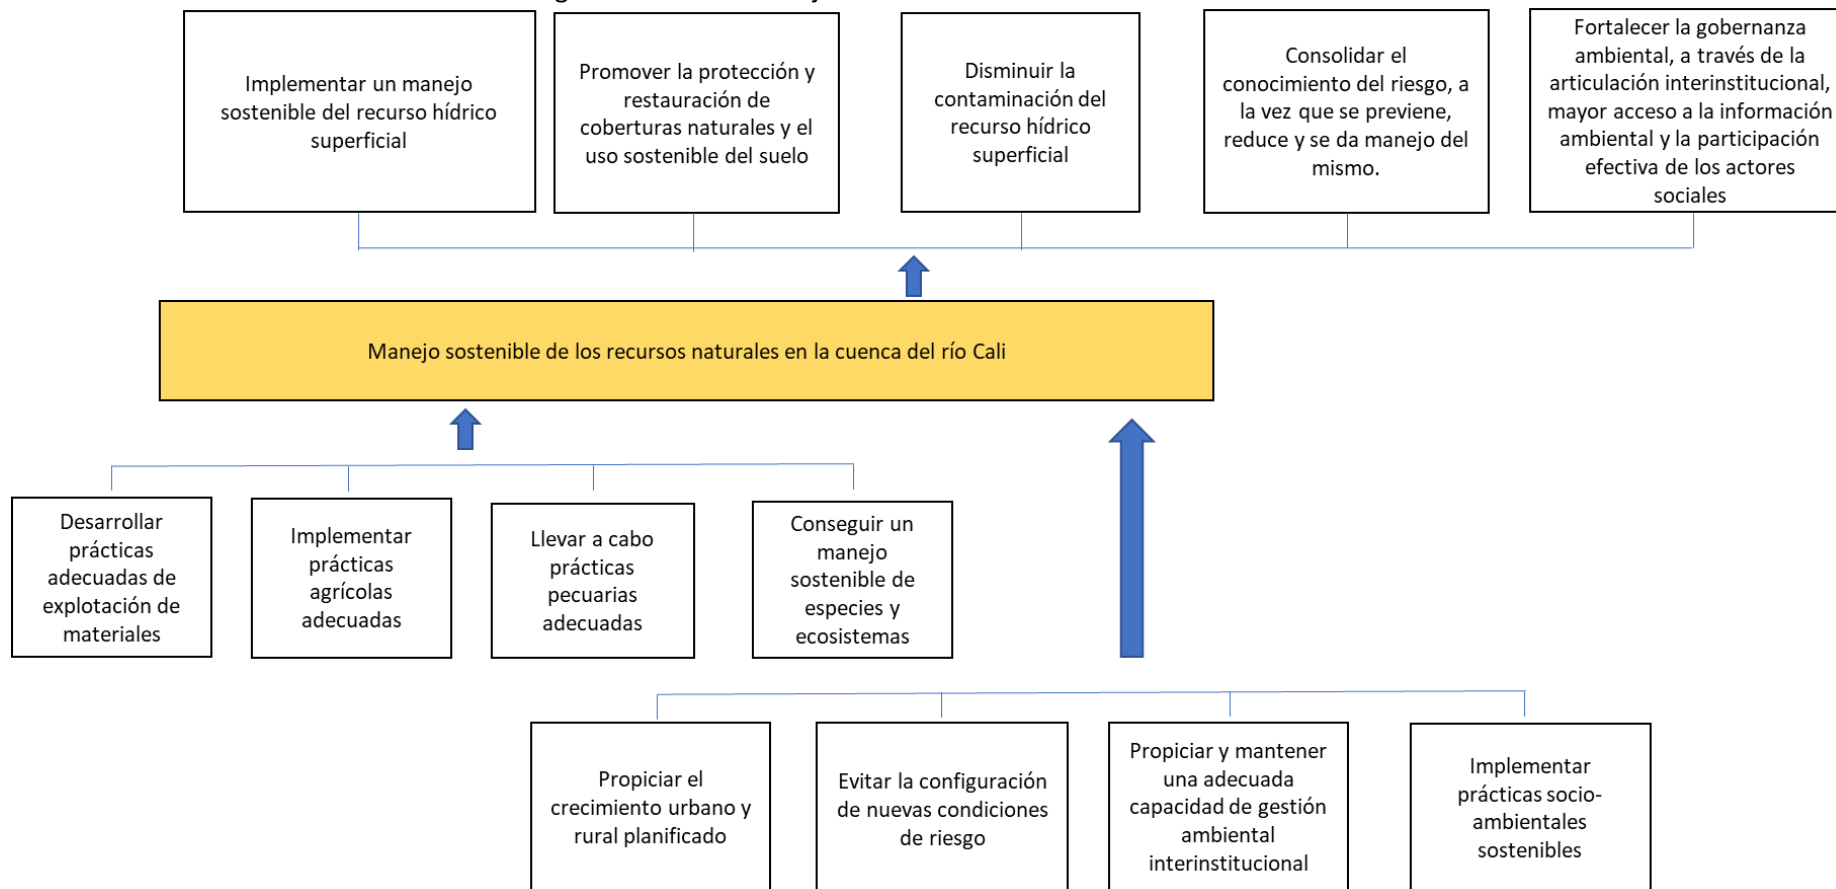 Implementar un manejo
sostenible del recurso hídrico
superficial
Promover la protección y
restauración de
coberturas naturales y el
uso sostenible del suelo
Disminuir la
contaminación del
recurso hídrico
superficial
Consolidar el
conocimiento del riesgo, a
la vez que se previene,
reduce y se da manejo del
mismo.
Fortalecer la gobernanza
ambiental, a través de la
articulación interinstitucional,
mayor acceso a la información
ambiental y la participación
efectiva de los actores
sociales
Manejo sostenible de los recursos naturales en la cuenca del río Cali
Desarrollar
prácticas
adecuadas de
explotación de
materiales
Implementar
prácticas
agrícolas
adecuadas
Llevar a cabo
prácticas
pecuarias
adecuadas
Conseguir un
manejo
sostenible de
especies y
ecosistemas
Propiciar el
crecimiento urbano y
rural planificado
Evitar la configuración
de nuevas condiciones
de riesgo
Propiciar y mantener
una adecuada
capacidad de gestión
ambiental
interinstitucional
Implementar
prácticas socio-
ambientales
sostenibles